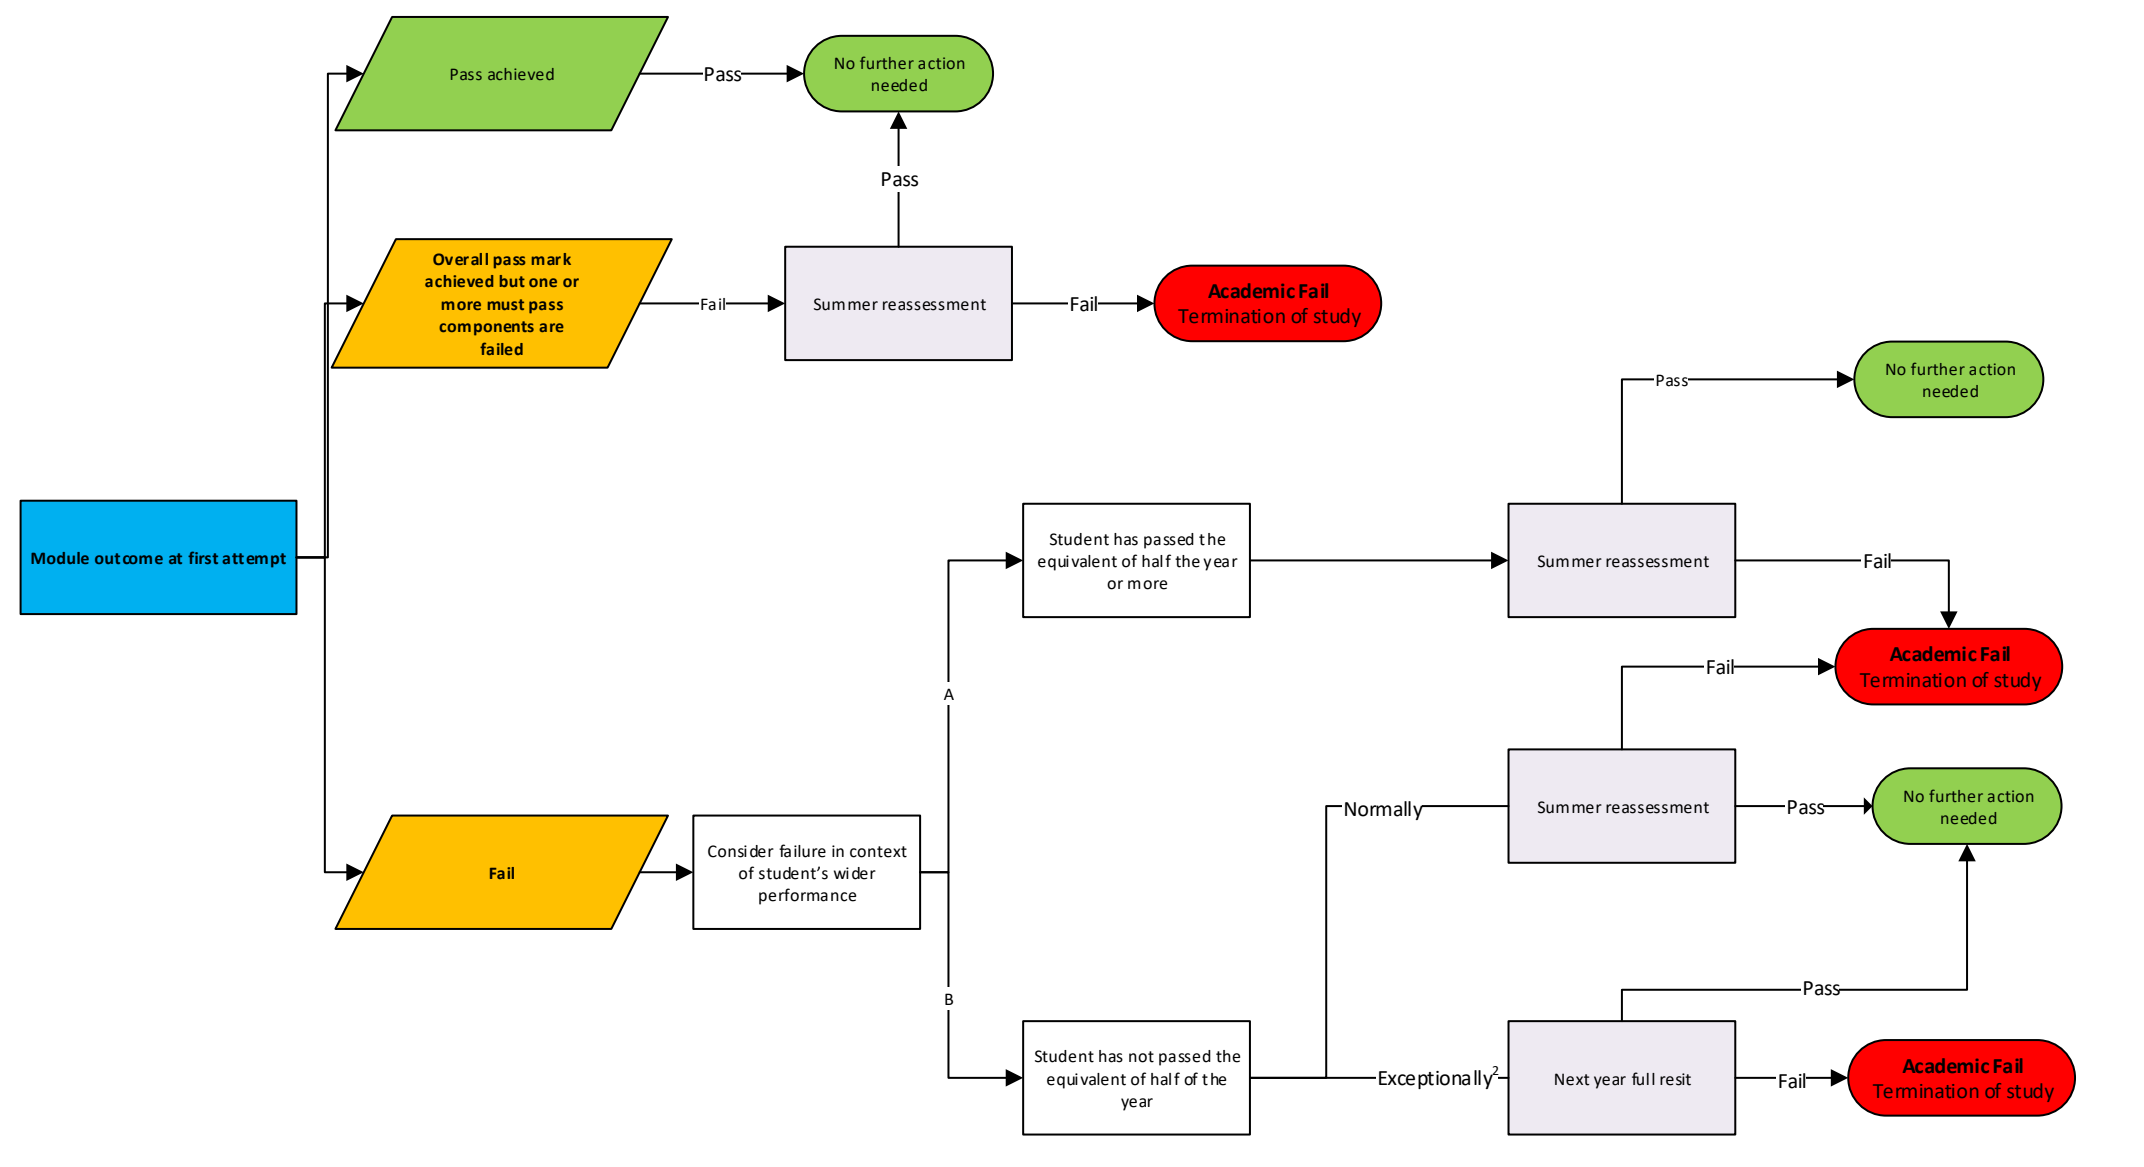 Pass achieved
Pass
No further action
needed
Pass
Overall pass mark
achieved but one or
more must pass
components are
failed
Fail
Summer reassessment
Fail
Academic Fail
Termination of study
Pass
No further action
needed
Module outcome at first attempt
Student has passed the
equivalent of half the year
or more
Summer reassessment
Fail
Academic Fail
Termination of study
Fail
A
Normally
Summer reassessment
Pass
No further action
needed
Fail
Consider failure in context
of student’s wider
performance
B
Pass
Student has not passed the
equivalent of half of the
year
Exceptionally²
Next year full resit
Fail
Academic Fail
Termination of study